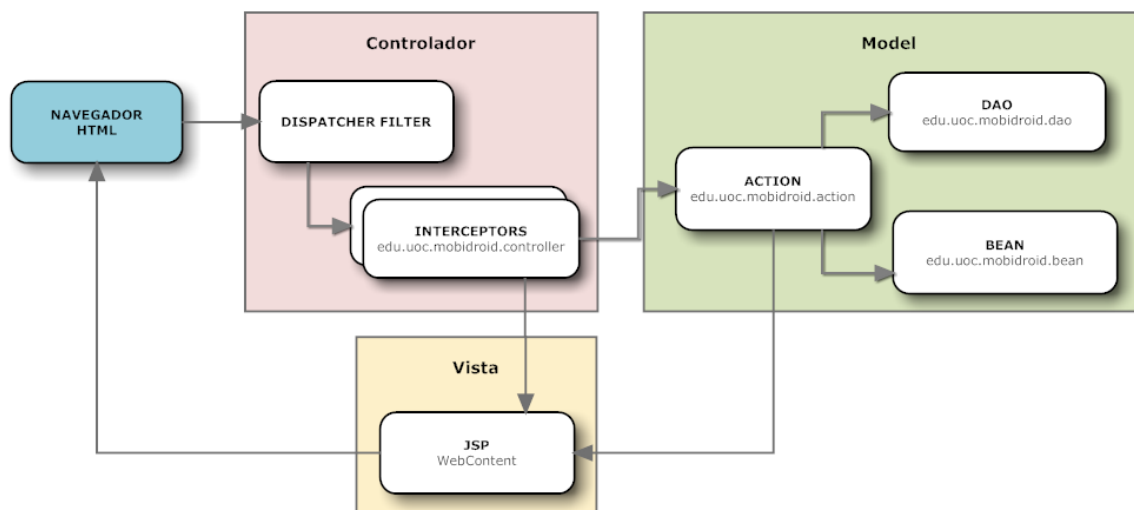 Controlador
Model
NAVEGADOR
HTML
DISPATCHER FILTER
DAO
edu.uoc.mobidroid.dao
ACTION
edu.uoc.mobidroid.action
INTERCEPTORS
edu.uoc.mobidroid.controller
BEAN
edu.uoc.mobidroid.bean
Vista
JSP
WebContent